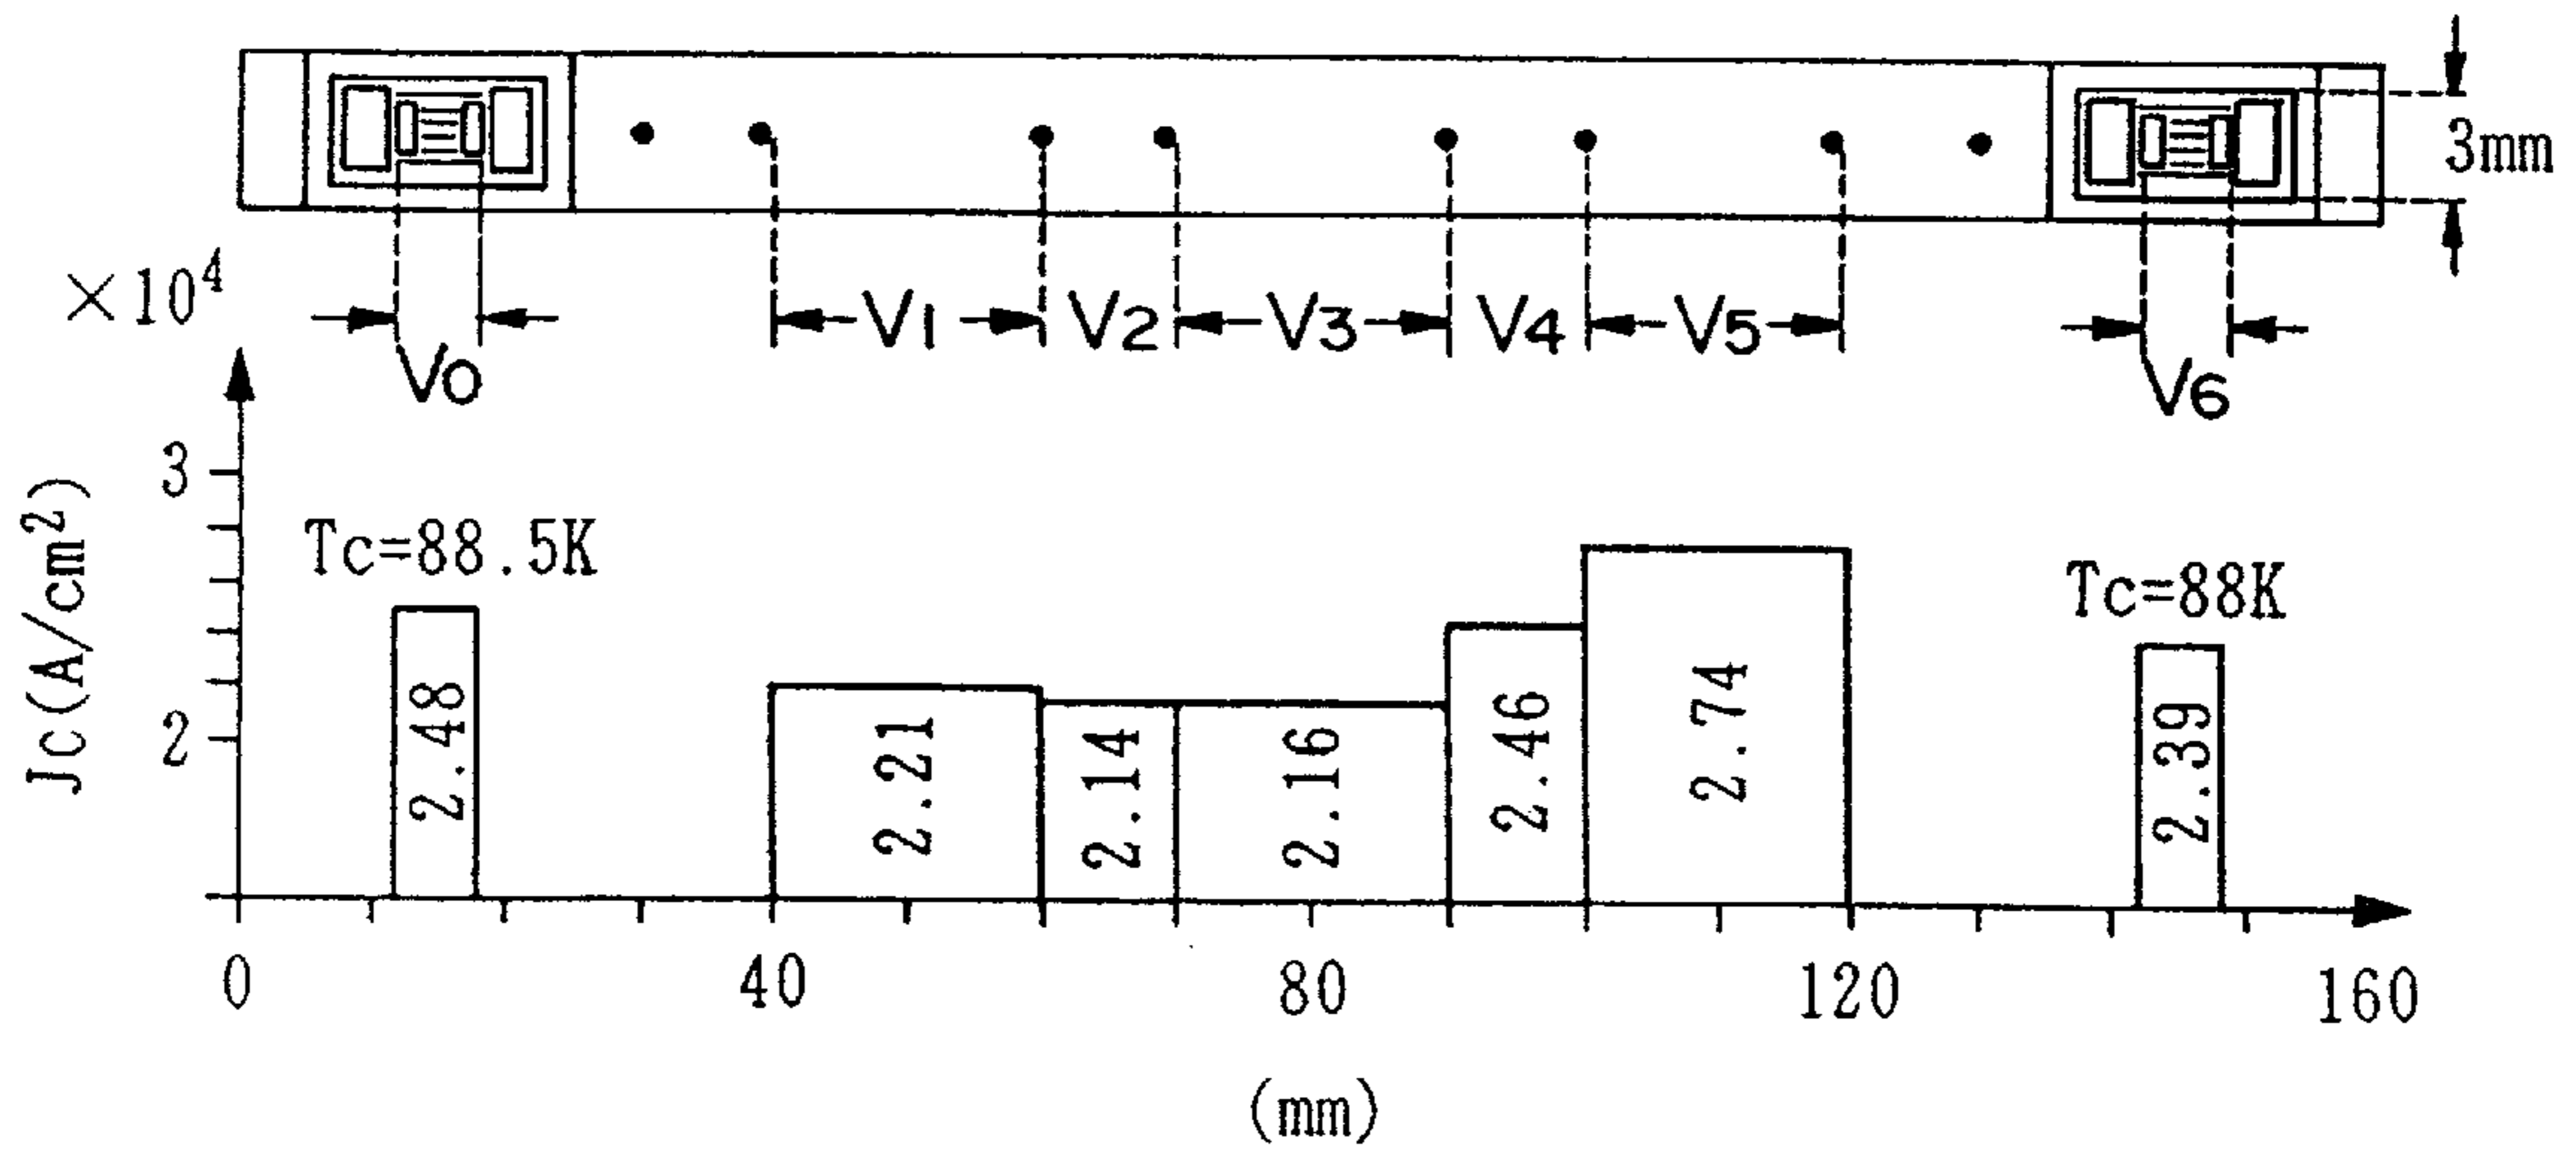 3mm
×10⁴
V0 V1 V2 V3 V4 V5 V6
Jc(A/cm²)
3
2
Tc=88.5K
Tc=88K
2.48
2.21
2.14
2.16
2.46
2.74
2.39
0 40 80 120 160
(mm)